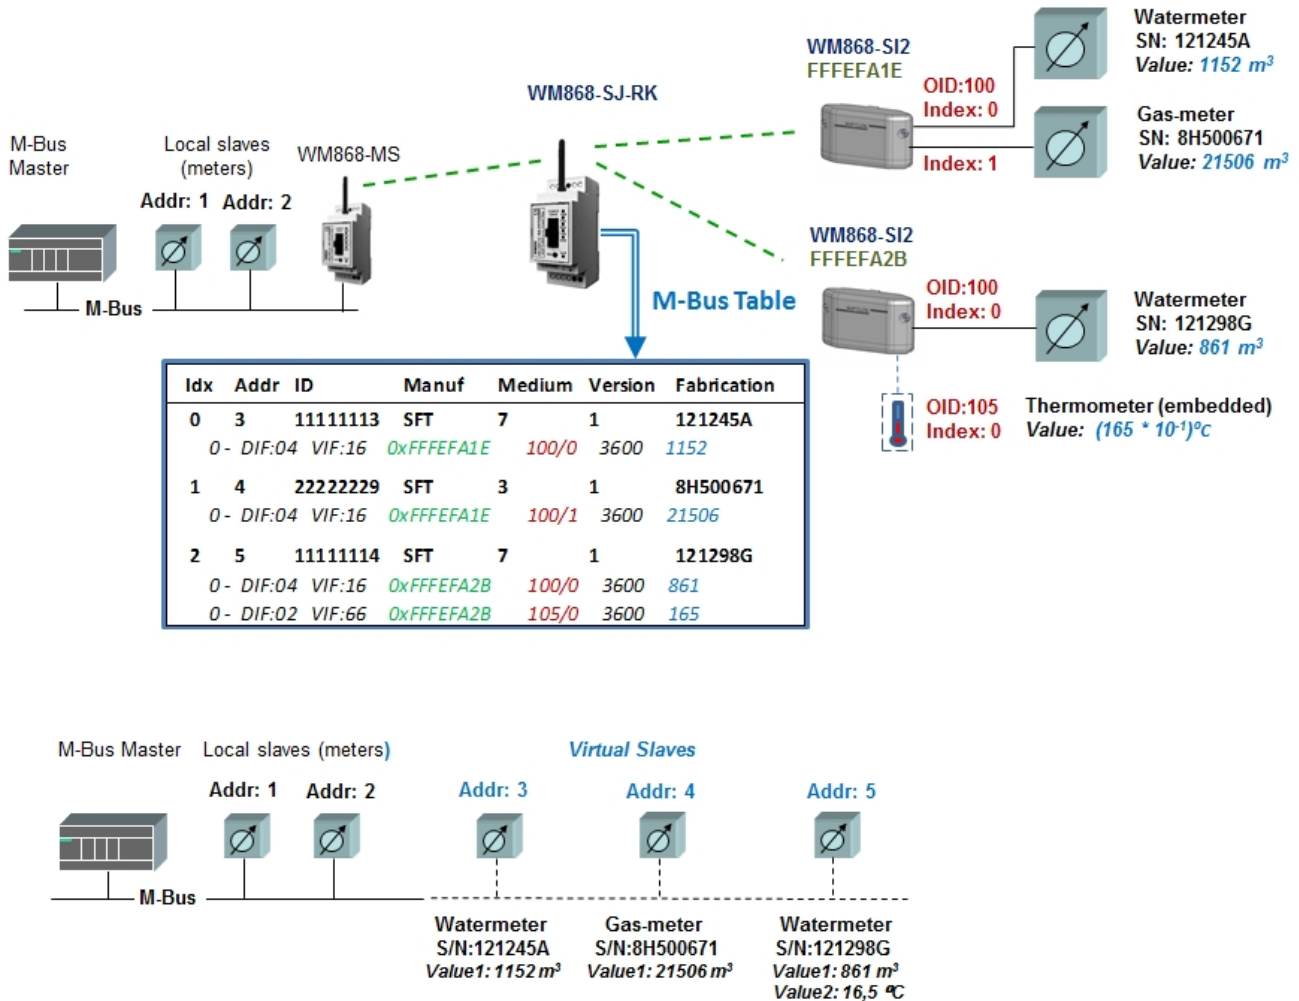 WM868-SI2
FFFEFA1E
OID:100
Index: 0
Index: 1
Watermeter
SN: 121245A
Value: 1152 m³
Gas-meter
SN: 8H500671
Value: 21506 m³
WM868-SJ-RK
M-Bus
Master
Local slaves
(meters)
Addr: 1 Addr: 2
WM868-MS
M-Bus
M-Bus Table
WM868-SI2
FFFEFA2B
OID:100
Index: 0
Watermeter
SN: 121298G
Value: 861 m³
OID:105
Index: 0
Thermometer (embedded)
Value: (165 * 10⁻¹)ºC
Idx Addr ID Manuf Medium Version Fabrication
0 3 11111113 SFT 7 1 121245A
0 - DIF:04 VIF:16 0xFFFEFA1E 100/0 3600 1152
1 4 22222229 SFT 3 1 8H500671
0 - DIF:04 VIF:16 0xFFFEFA1E 100/1 3600 21506
2 5 11111114 SFT 7 1 121298G
0 - DIF:04 VIF:16 0xFFFEFA2B 100/0 3600 861
0 - DIF:02 VIF:66 0xFFFEFA2B 105/0 3600 165
M-Bus Master Local slaves (meters) Virtual Slaves
Addr: 1 Addr: 2 Addr: 3 Addr: 4 Addr: 5
M-Bus
Watermeter
S/N:121245A
Value1: 1152 m³
Gas-meter
S/N:8H500671
Value1: 21506 m³
Watermeter
S/N:121298G
Value1: 861 m³
Value2: 16,5 ºC